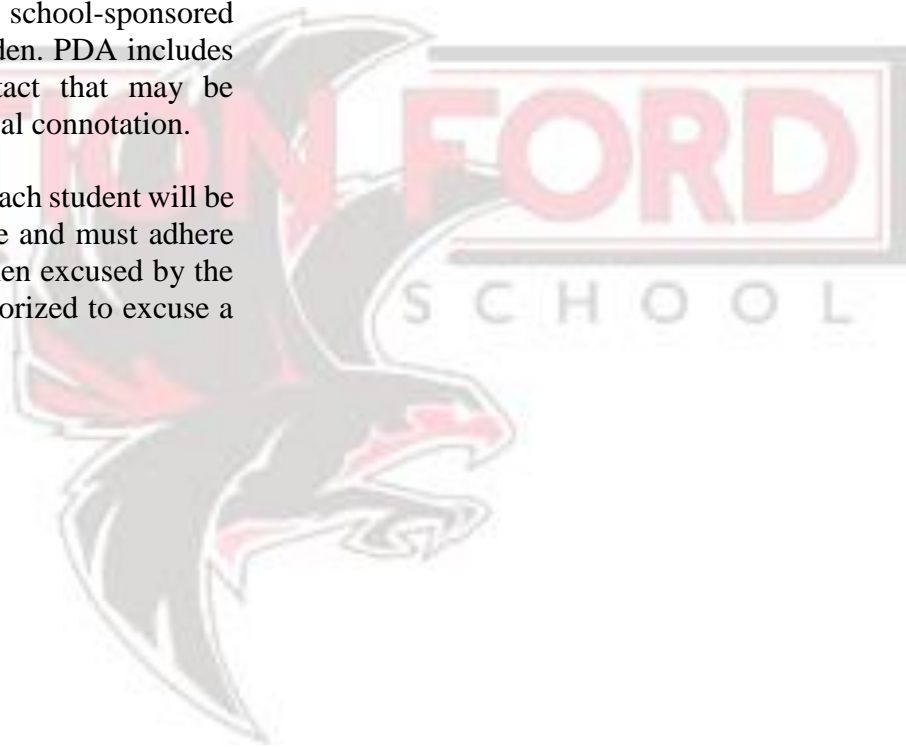 school-sponsored
den. PDA includes
tact that may be
al connotation.
ach student will be
e and must adhere
en excused by the
orized to excuse a
TION FORD
SCHOOL